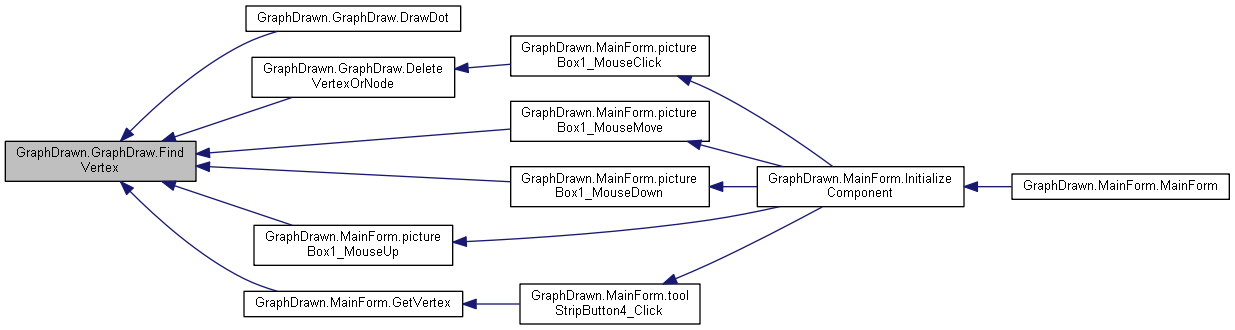 GraphDrawn.GraphDraw.DrawDot
GraphDrawn.GraphDraw.Delete
VertexOrNode
GraphDrawn.MainForm.picture
Box1_MouseClick
GraphDrawn.MainForm.picture
Box1_MouseMove
GraphDrawn.GraphDraw.Find
Vertex
GraphDrawn.MainForm.picture
Box1_MouseDown
GraphDrawn.MainForm.Initialize
Component
GraphDrawn.MainForm.MainForm
GraphDrawn.MainForm.picture
Box1_MouseUp
GraphDrawn.MainForm.GetVertex
GraphDrawn.MainForm.tool
StripButton4_Click